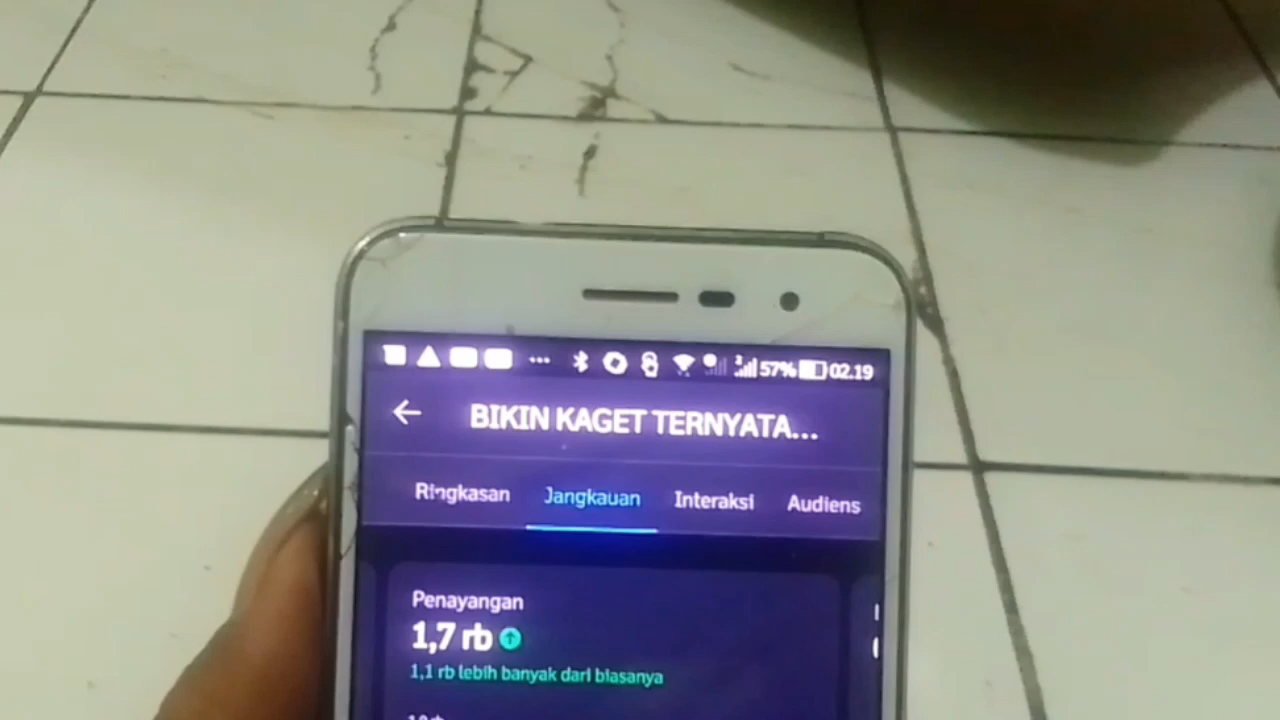 57% 02.19
BIKIN KAGET TERNYATA...
Ringkasan Jangkauan Interaksi Audiens
Penayangan
1,7 rb
1,1 rb lebih banyak dari biasanya